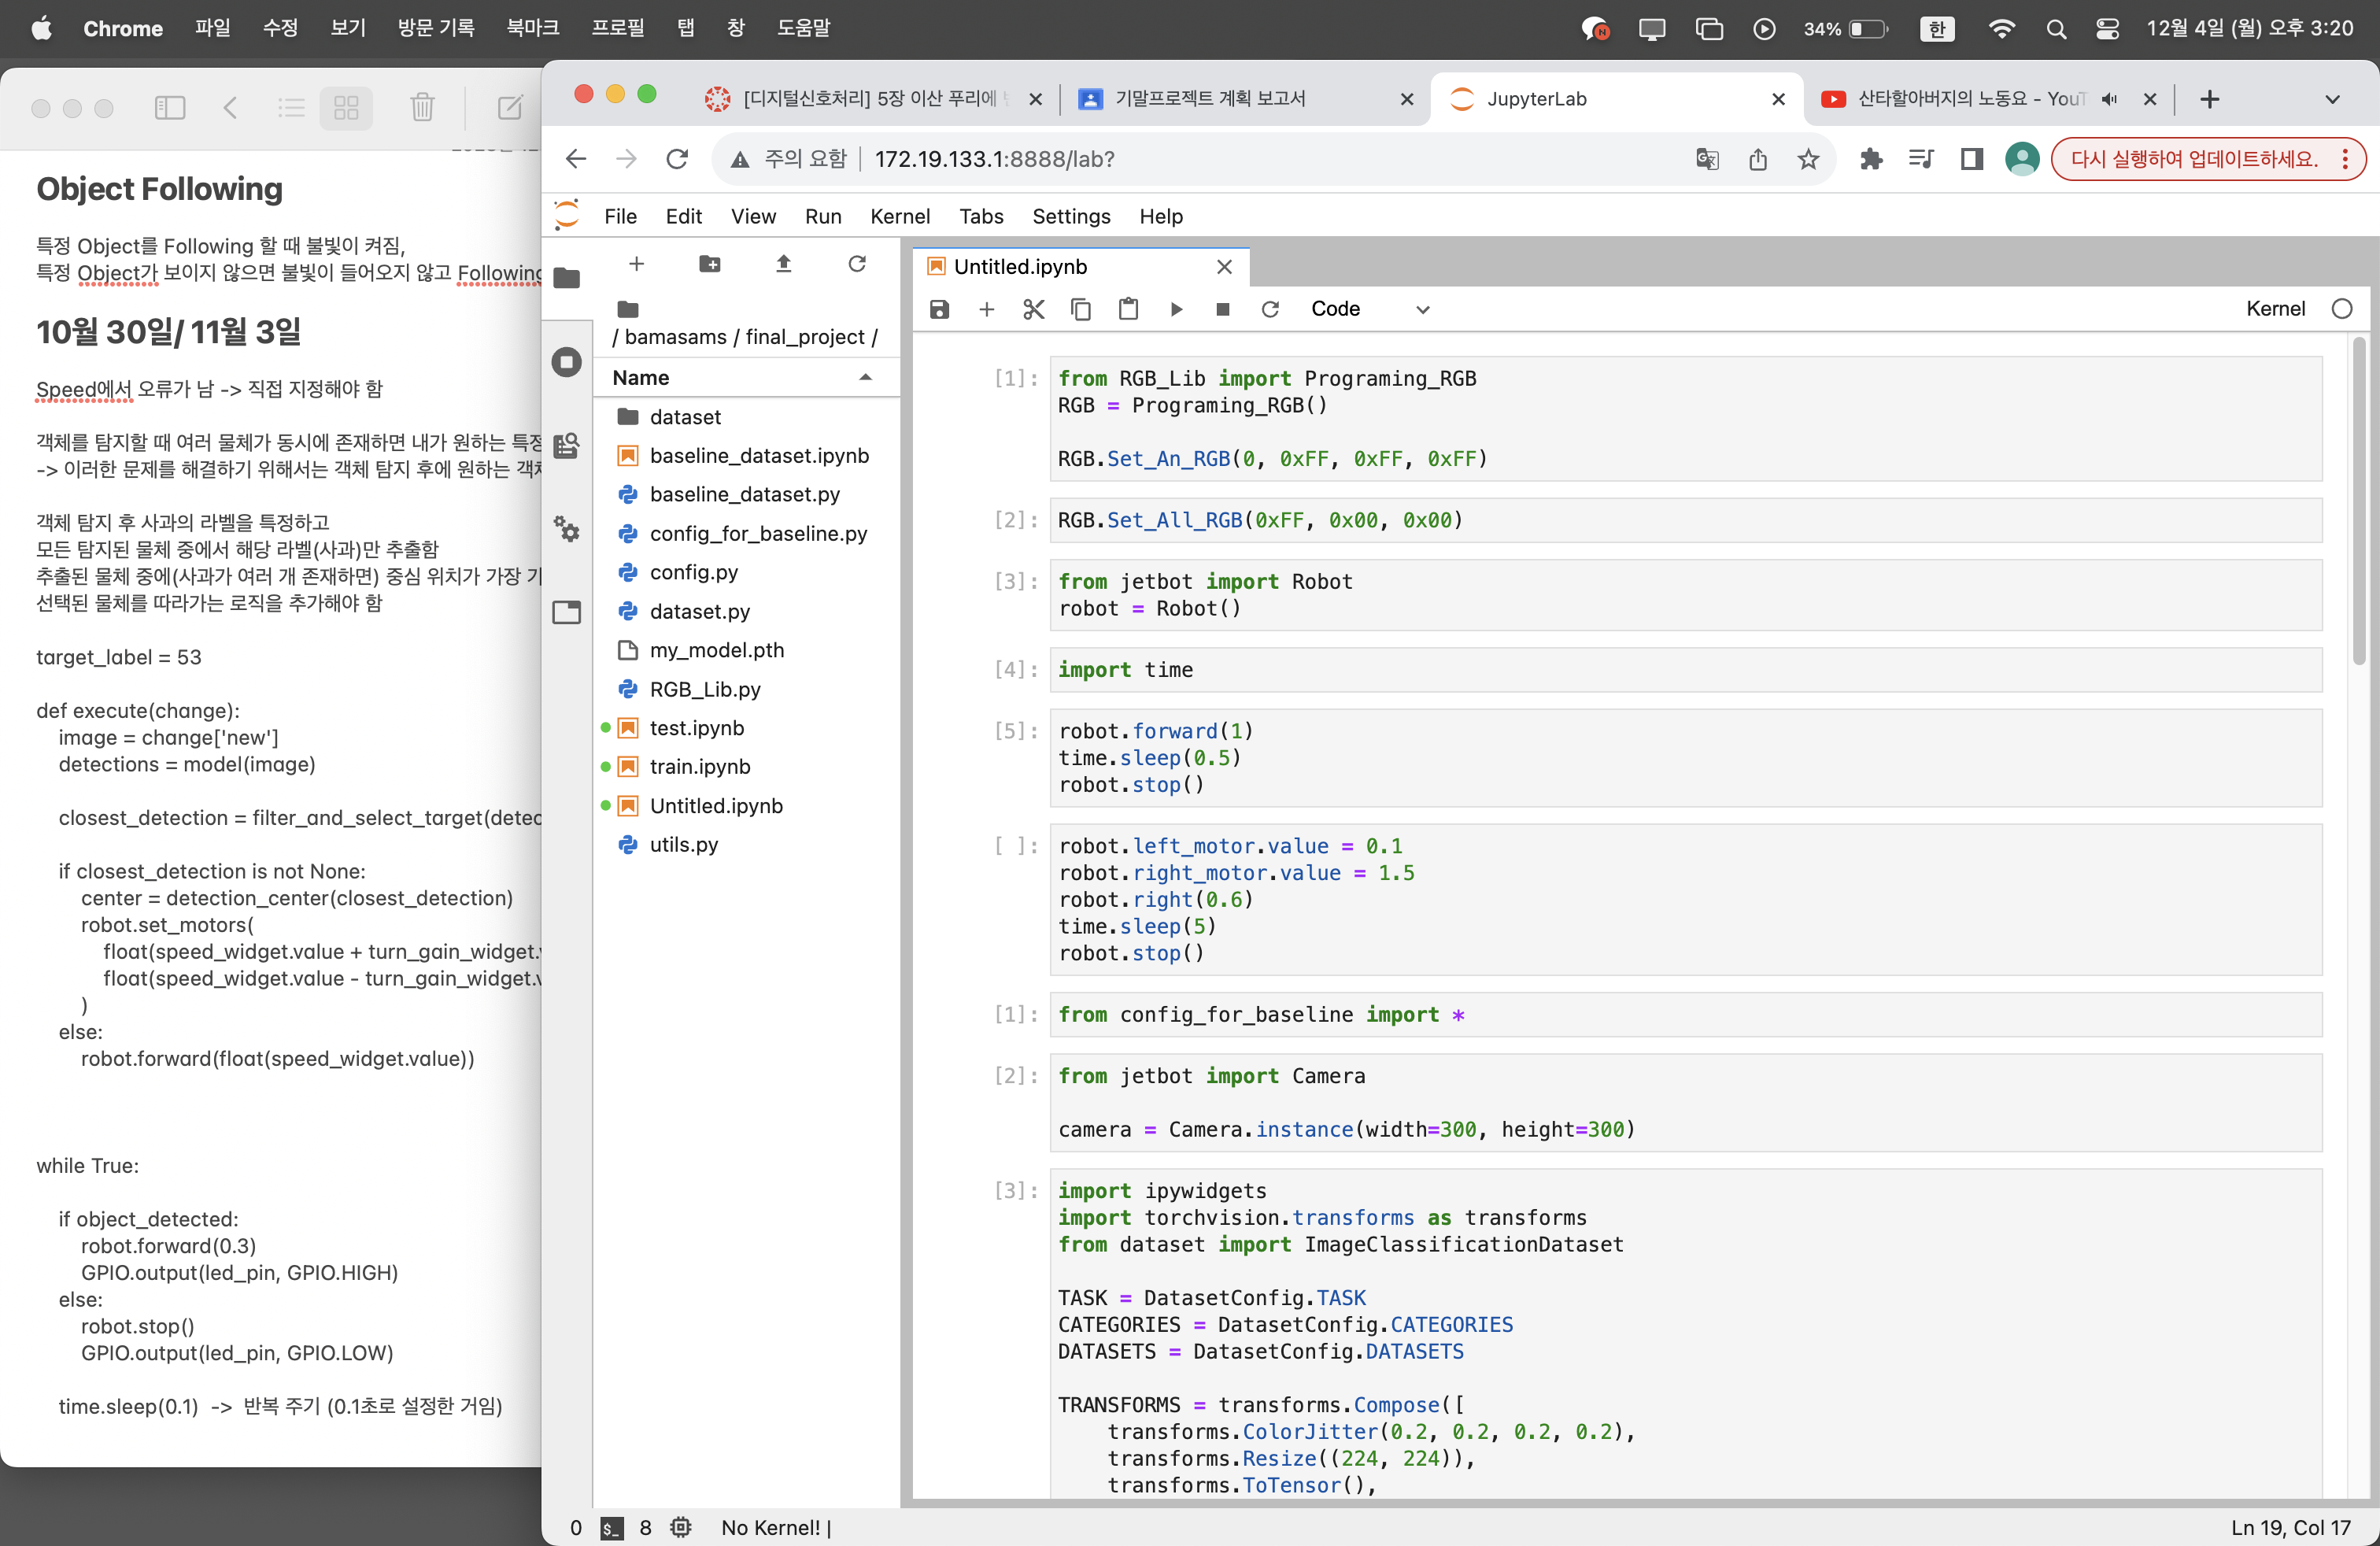 Chrome 파일 수정 보기 방문 기록 북마크 프로필 탭 창 도움말 34% 한 12월 4일 (월) 오후 3:20
Object Following
특정 Object를 Following 할 때 불빛이 켜짐,
특정 Object가 보이지 않으면 불빛이 들어오지 않고 Following
10월 30일/ 11월 3일
Speed에서 오류가 남 -> 직접 지정해야 함
객체를 탐지할 때 여러 물체가 동시에 존재하면 내가 원하는 특정
-> 이러한 문제를 해결하기 위해서는 객체 탐지 후에 원하는 객체
객체 탐지 후 사과의 라벨을 특정하고
모든 탐지된 물체 중에서 해당 라벨(사과)만 추출함
추출된 물체 중에(사과가 여러 개 존재하면) 중심 위치가 가장
선택된 물체를 따라가는 로직을 추가해야 함
target_label = 53
def execute(change):
image = change['new']
detections = model(image)
closest_detection = filter_and_select_target(detec
if closest_detection is not None:
center = detection_center(closest_detection)
robot.set_motors(
float(speed_widget.value + turn_gain_widget.v
float(speed_widget.value - turn_gain_widget.v
)
else:
robot.forward(float(speed_widget.value))
while True:
if object_detected:
robot.forward(0.3)
GPIO.output(led_pin, GPIO.HIGH)
else:
robot.stop()
GPIO.output(led_pin, GPIO.LOW)
time.sleep(0.1) -> 반복 주기 (0.1초로 설정한 거임)
[디지털신호처리] 5장 이산 푸리에 기말프로젝트 계획 보고서 JupyterLab 산타할아버지의 노동요 - YouT
주의 요함 172.19.133.1:8888/lab? 다시 실행하여 업데이트하세요.
File Edit View Run Kernel Tabs Settings Help
/ bamasams / final_project /
Name
dataset
baseline_dataset.ipynb
baseline_dataset.py
config_for_baseline.py
config.py
dataset.py
my_model.pth
RGB_Lib.py
test.ipynb
train.ipynb
Untitled.ipynb
utils.py
Untitled.ipynb
Code Kernel
[1]: from RGB_Lib import Programing_RGB
RGB = Programing_RGB()
RGB.Set_An_RGB(0, 0xFF, 0xFF, 0xFF)
[2]: RGB.Set_All_RGB(0xFF, 0x00, 0x00)
[3]: from jetbot import Robot
robot = Robot()
[4]: import time
[5]: robot.forward(1)
time.sleep(0.5)
robot.stop()
[ ]: robot.left_motor.value = 0.1
robot.right_motor.value = 1.5
robot.right(0.6)
time.sleep(5)
robot.stop()
[1]: from config_for_baseline import *
[2]: from jetbot import Camera
camera = Camera.instance(width=300, height=300)
[3]: import ipywidgets
import torchvision.transforms as transforms
from dataset import ImageClassificationDataset
TASK = DatasetConfig.TASK
CATEGORIES = DatasetConfig.CATEGORIES
DATASETS = DatasetConfig.DATASETS
TRANSFORMS = transforms.Compose([
transforms.ColorJitter(0.2, 0.2, 0.2, 0.2),
transforms.Resize((224, 224)),
transforms.ToTensor(),
0 $_ 8 No Kernel! | Ln 19, Col 17